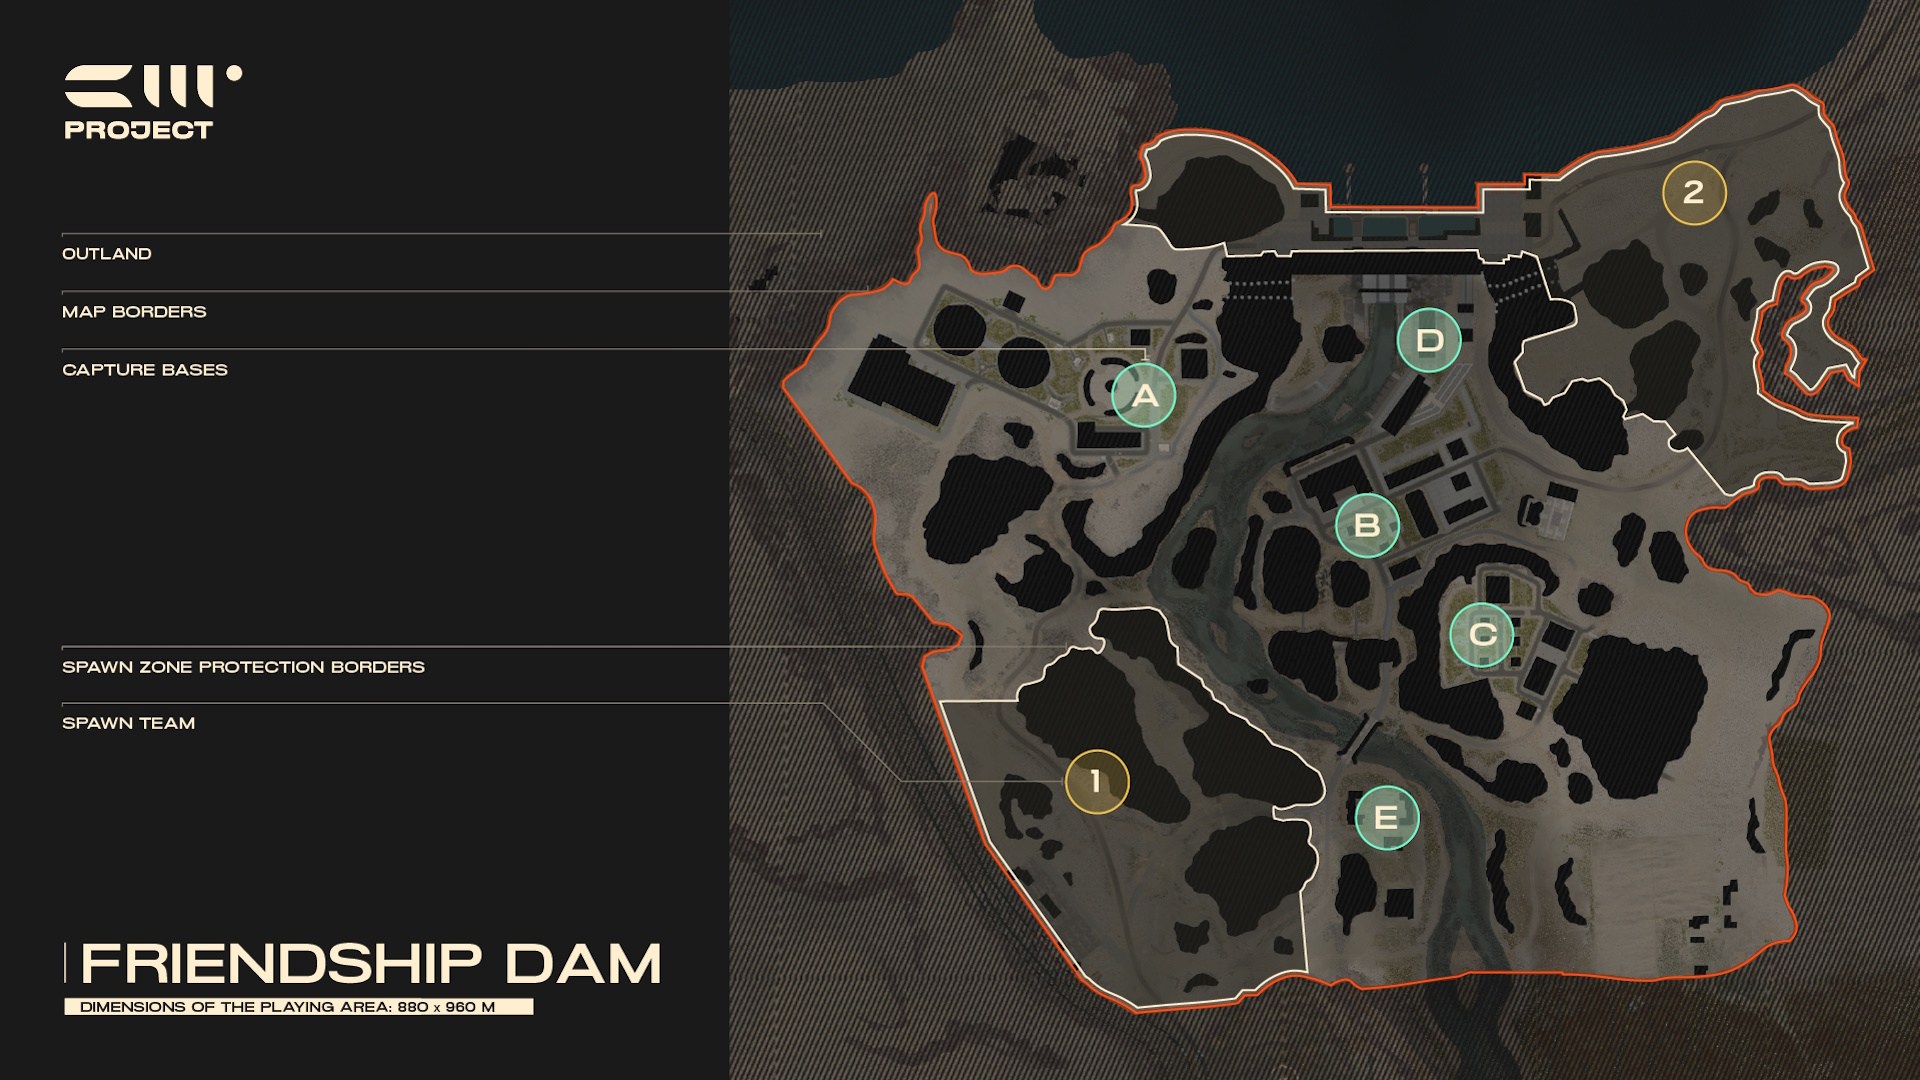 PROJECT
OUTLAND
MAP BORDERS
CAPTURE BASES
SPAWN ZONE PROTECTION BORDERS
SPAWN TEAM
FRIENDSHIP DAM
DIMENSIONS OF THE PLAYING AREA: 880 x 960 M
2
D
A
B
C
1
E